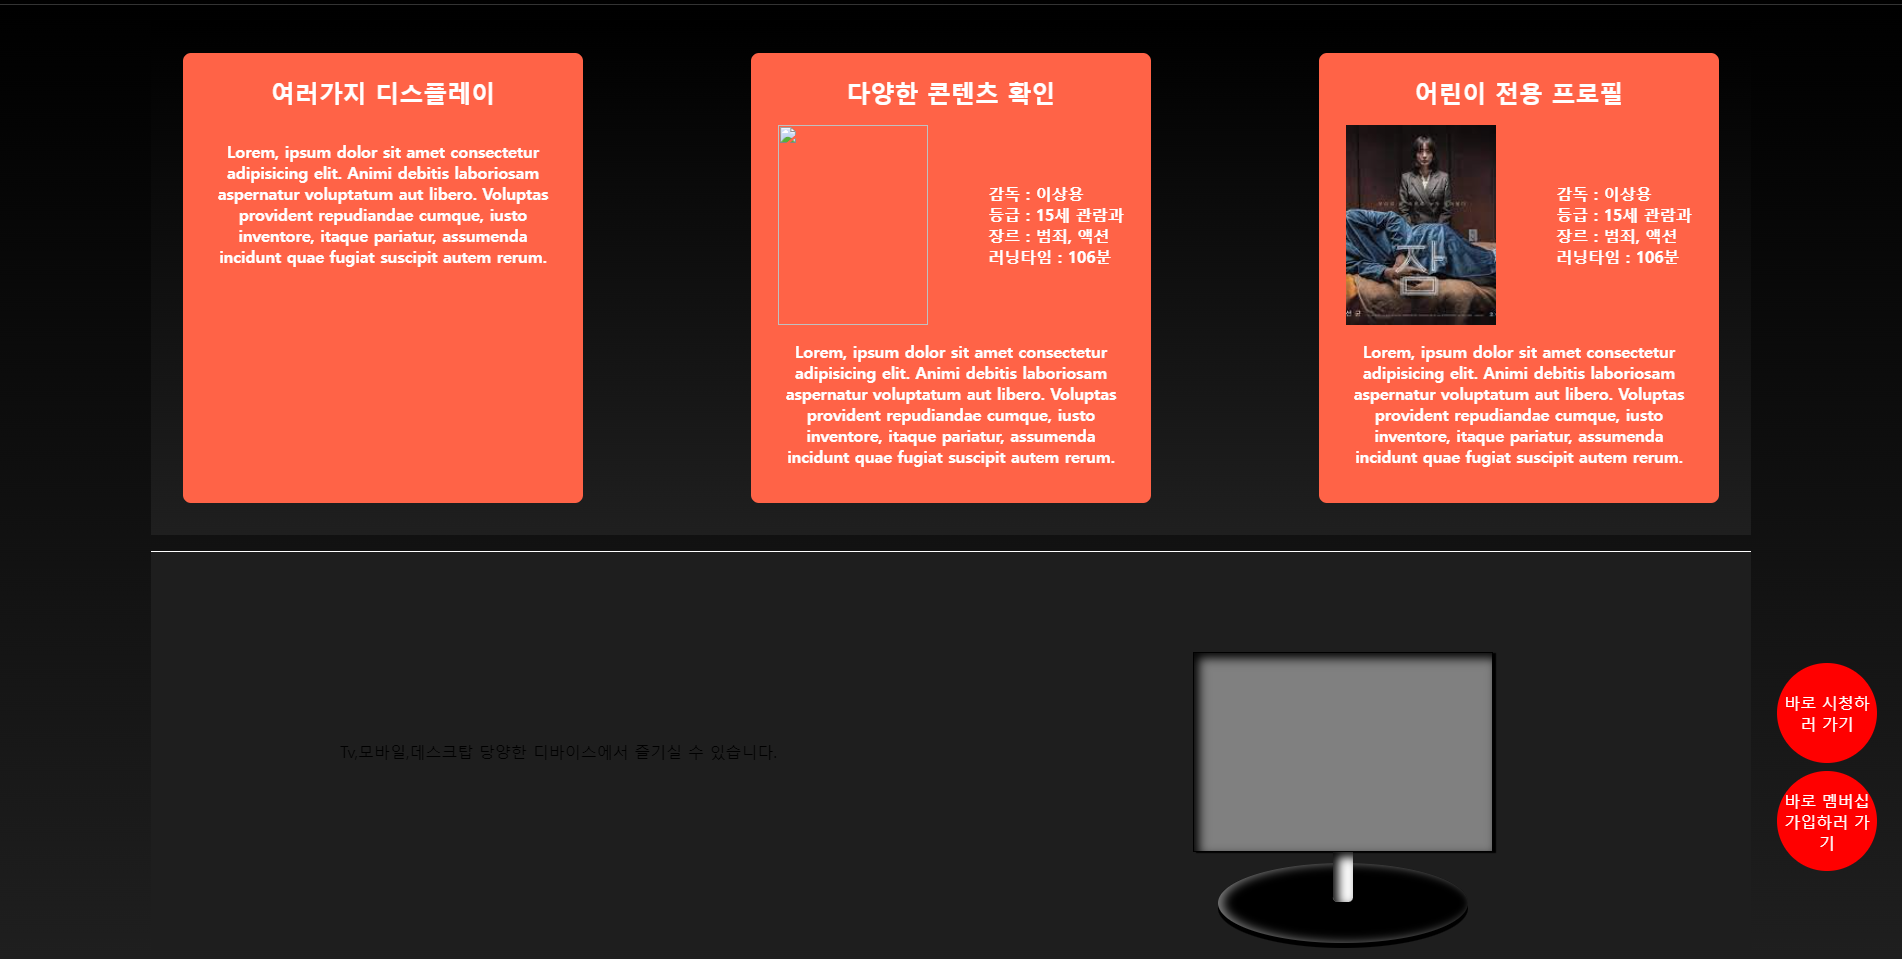 여러가지 디스플레이
Lorem, ipsum dolor sit amet consectetur
adipisicing elit. Animi debitis laboriosam
aspernatur voluptatum aut libero. Voluptas
provident repudiandae cumque, iusto
inventore, itaque pariatur, assumenda
incidunt quae fugiat suscipit autem rerum.
다양한 콘텐츠 확인
감독 : 이상용
등급 : 15세 관람과
장르 : 범죄, 액션
러닝타임 : 106분
Lorem, ipsum dolor sit amet consectetur
adipisicing elit. Animi debitis laboriosam
aspernatur voluptatum aut libero. Voluptas
provident repudiandae cumque, iusto
inventore, itaque pariatur, assumenda
incidunt quae fugiat suscipit autem rerum.
어린이 전용 프로필
잠
감독 : 이상용
등급 : 15세 관람과
장르 : 범죄, 액션
러닝타임 : 106분
Lorem, ipsum dolor sit amet consectetur
adipisicing elit. Animi debitis laboriosam
aspernatur voluptatum aut libero. Voluptas
provident repudiandae cumque, iusto
inventore, itaque pariatur, assumenda
incidunt quae fugiat suscipit autem rerum.
Tv,모바일,데스크탑 당양한 디바이스에서 즐기실 수 있습니다.
바로 시청하
러 가기
바로 멤버십
가입하러 가
기